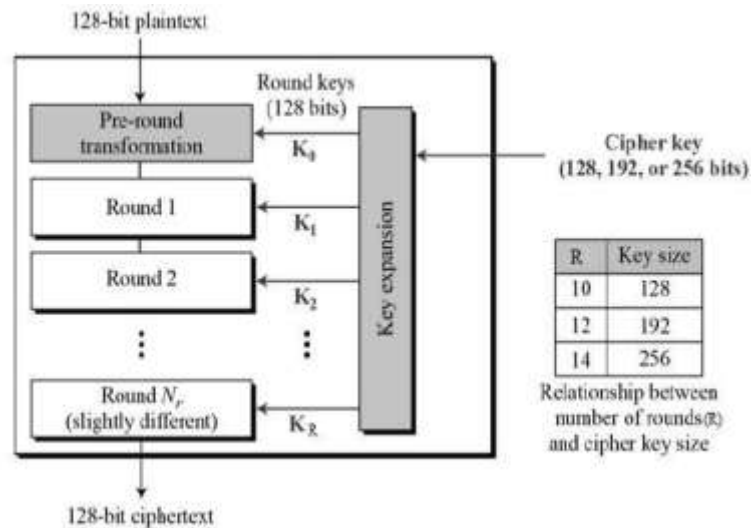 128-bit plaintext
Round keys
(128 bits)
Pre-round
transformation
K₀
Cipher key
(128, 192, or 256 bits)
Round 1
K₁
Round 2
K₂
Key expansion
Round Nᵣ
(slightly different)
K_R
R Key size
10 128
12 192
14 256
Relationship between
number of rounds(R)
and cipher key size
128-bit ciphertext